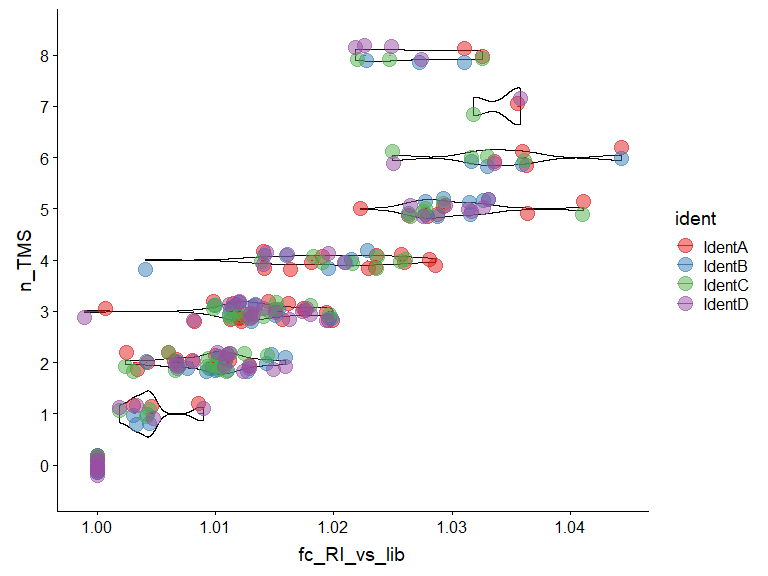 8
7
6
5
4
3
2
1
0
n_TMS
1.00 1.01 1.02 1.03 1.04
fc_RI_vs_lib
ident
IdentA
IdentB
IdentC
IdentD